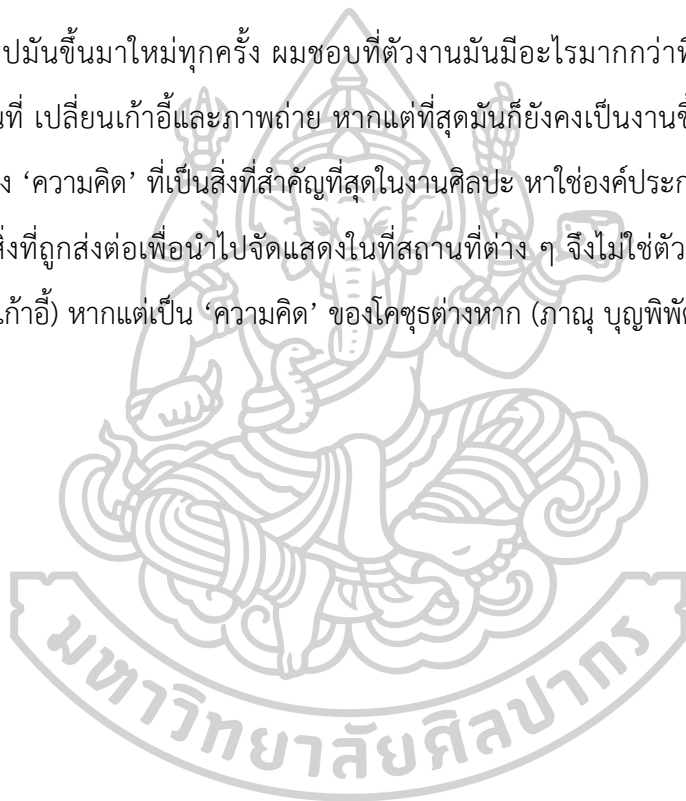 ปมันขึ้นมาใหม่ทุกครั้ง ผมชอบที่ตัวงานมันมีอะไรมากกว่าที
นที่ เปลี่ยนเก้าอี้และภาพถ่าย หากแต่ที่สุดมันก็ยังคงเป็นงานชิ
ง ‘ความคิด’ ที่เป็นสิ่งที่สำคัญที่สุดในงานศิลปะ หาใช่องค์ประก
สิ่งที่ถูกส่งต่อเพื่อนำไปจัดแสดงในที่สถานที่ต่าง ๆ จึงไม่ใช่ตัว
เก้าอี้) หากแต่เป็น ‘ความคิด’ ของโคซุธต่างหาก (ภาณุ บุญพิพั
มหาวิทยาลัยศิลปากร